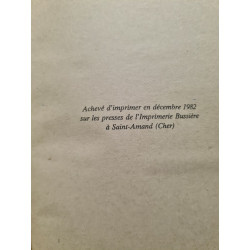 Achevé d'imprimer en décembre 1982
sur les presses de l'Imprimerie Bussière
à Saint-Amand (Cher)